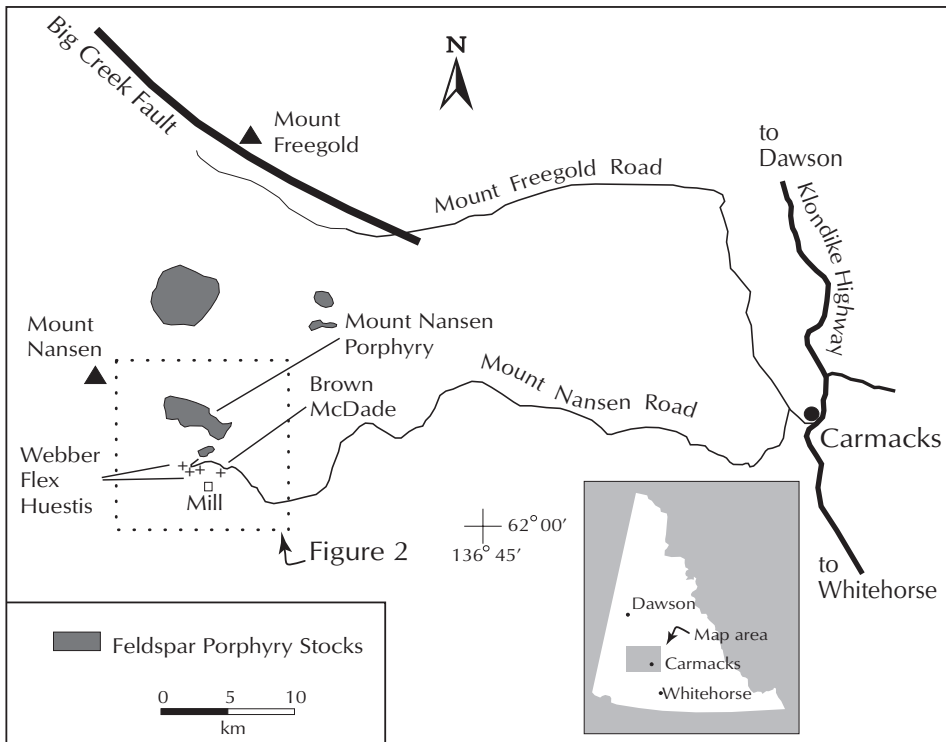 Big Creek Fault
Mount
Freegold
N
to
Dawson
Mount Freegold Road
Klondike Highway
Mount
Nansen
Mount Nansen
Porphyry
Brown
McDade
Mount Nansen Road
Carmacks
Webber
Flex
Huestis
Mill
62°00'
136°45'
Figure 2
to
Whitehorse
Dawson
Map area
Carmacks
Whitehorse
Feldspar Porphyry Stocks
0 5 10
km